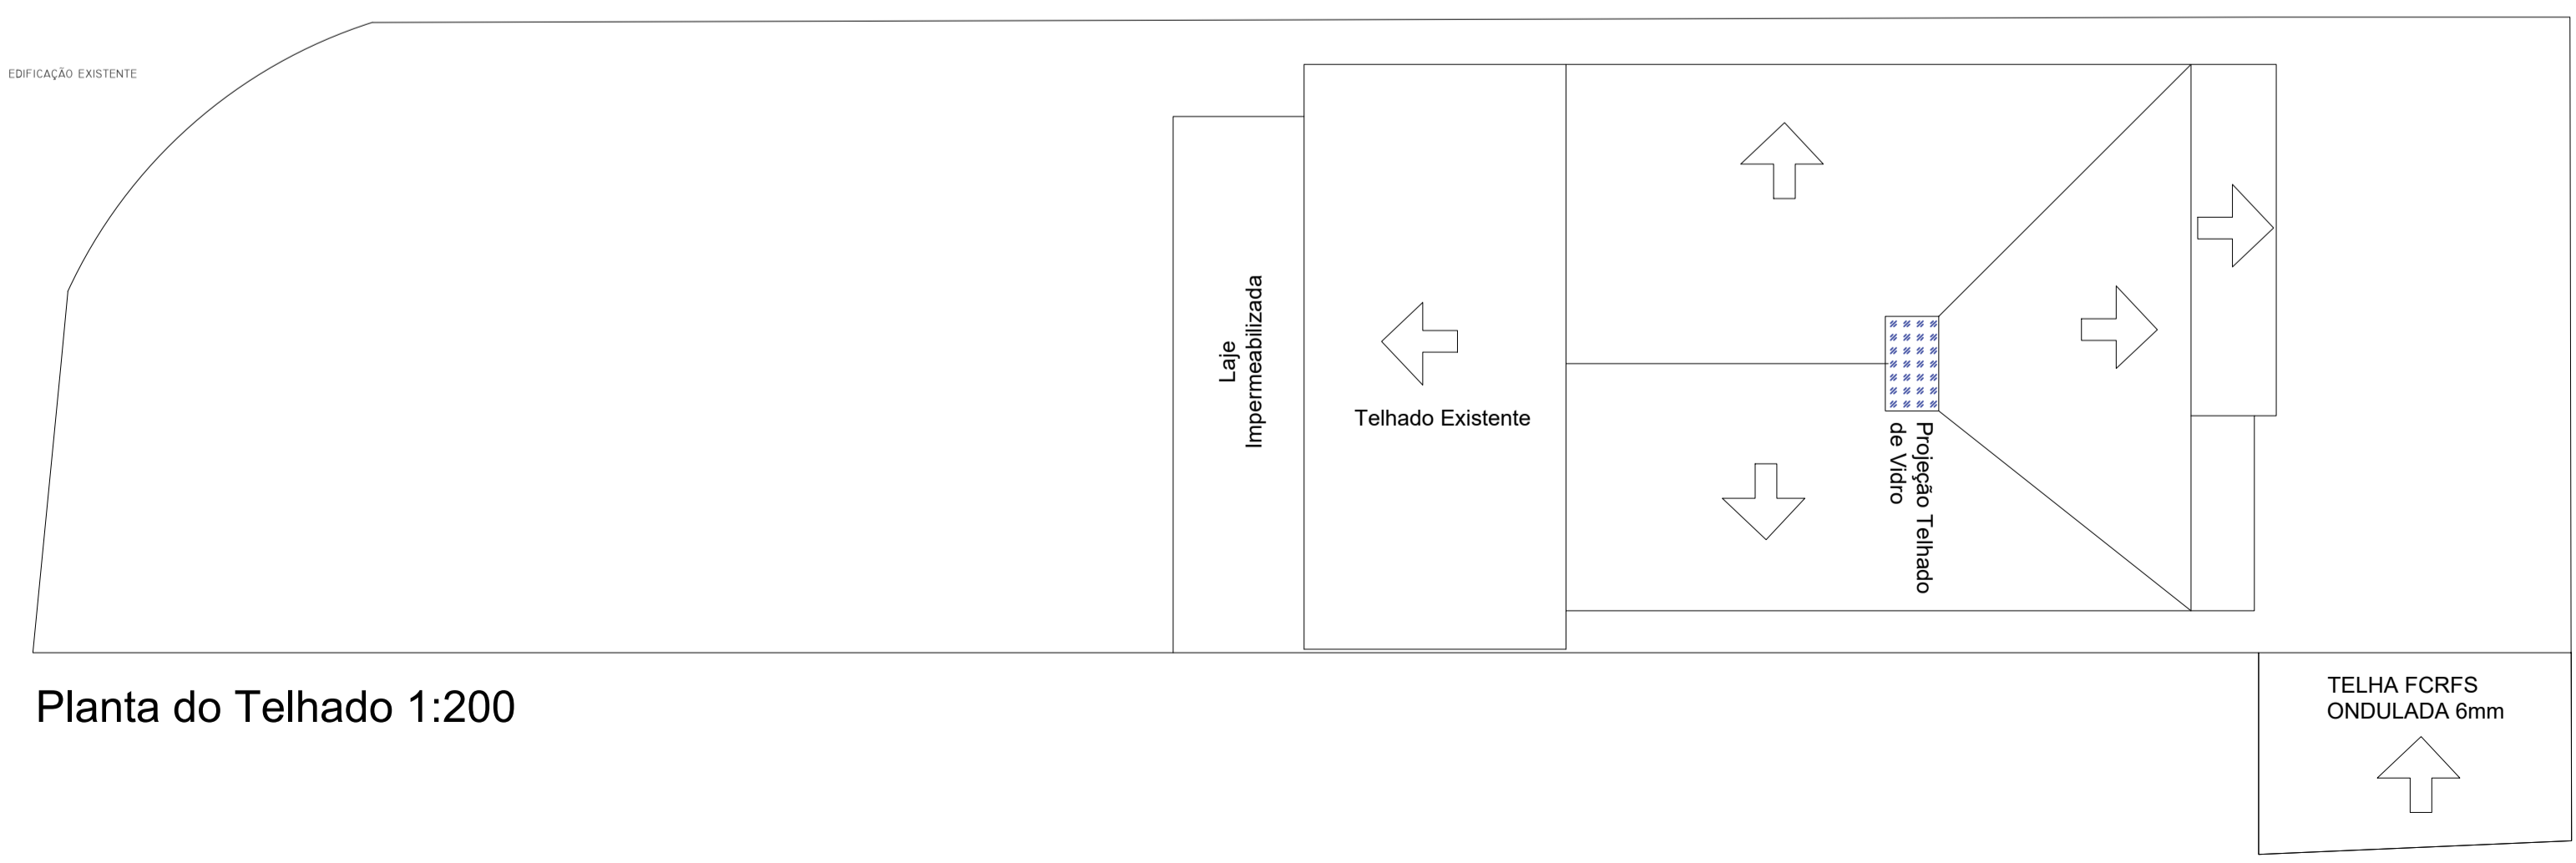 EDIFICAÇÃO EXISTENTE
Laje
Impermeabilizada
Telhado Existente
Projeção Telhado
de Vidro
Planta do Telhado 1:200
TELHA FCRFS
ONDULADA 6mm